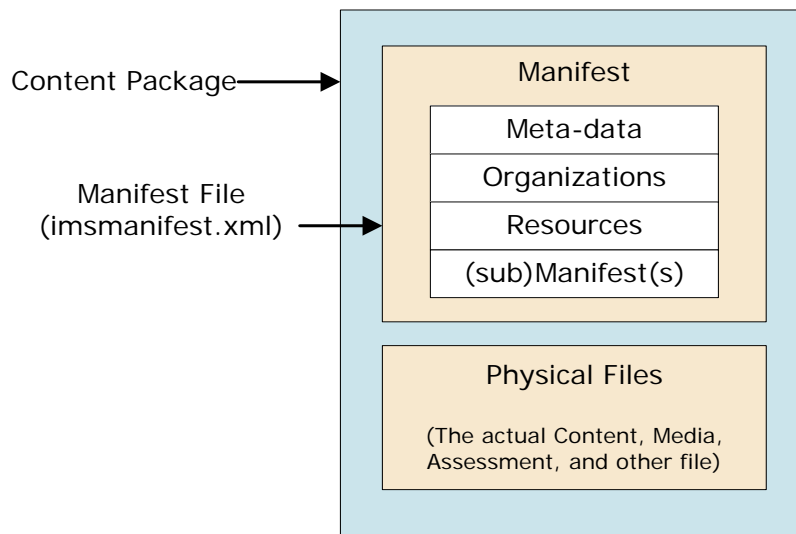 Content Package
Manifest File
(imsmanifest.xml)
Manifest
Meta-data
Organizations
Resources
(sub)Manifest(s)
Physical Files
(The actual Content, Media,
Assessment, and other file)